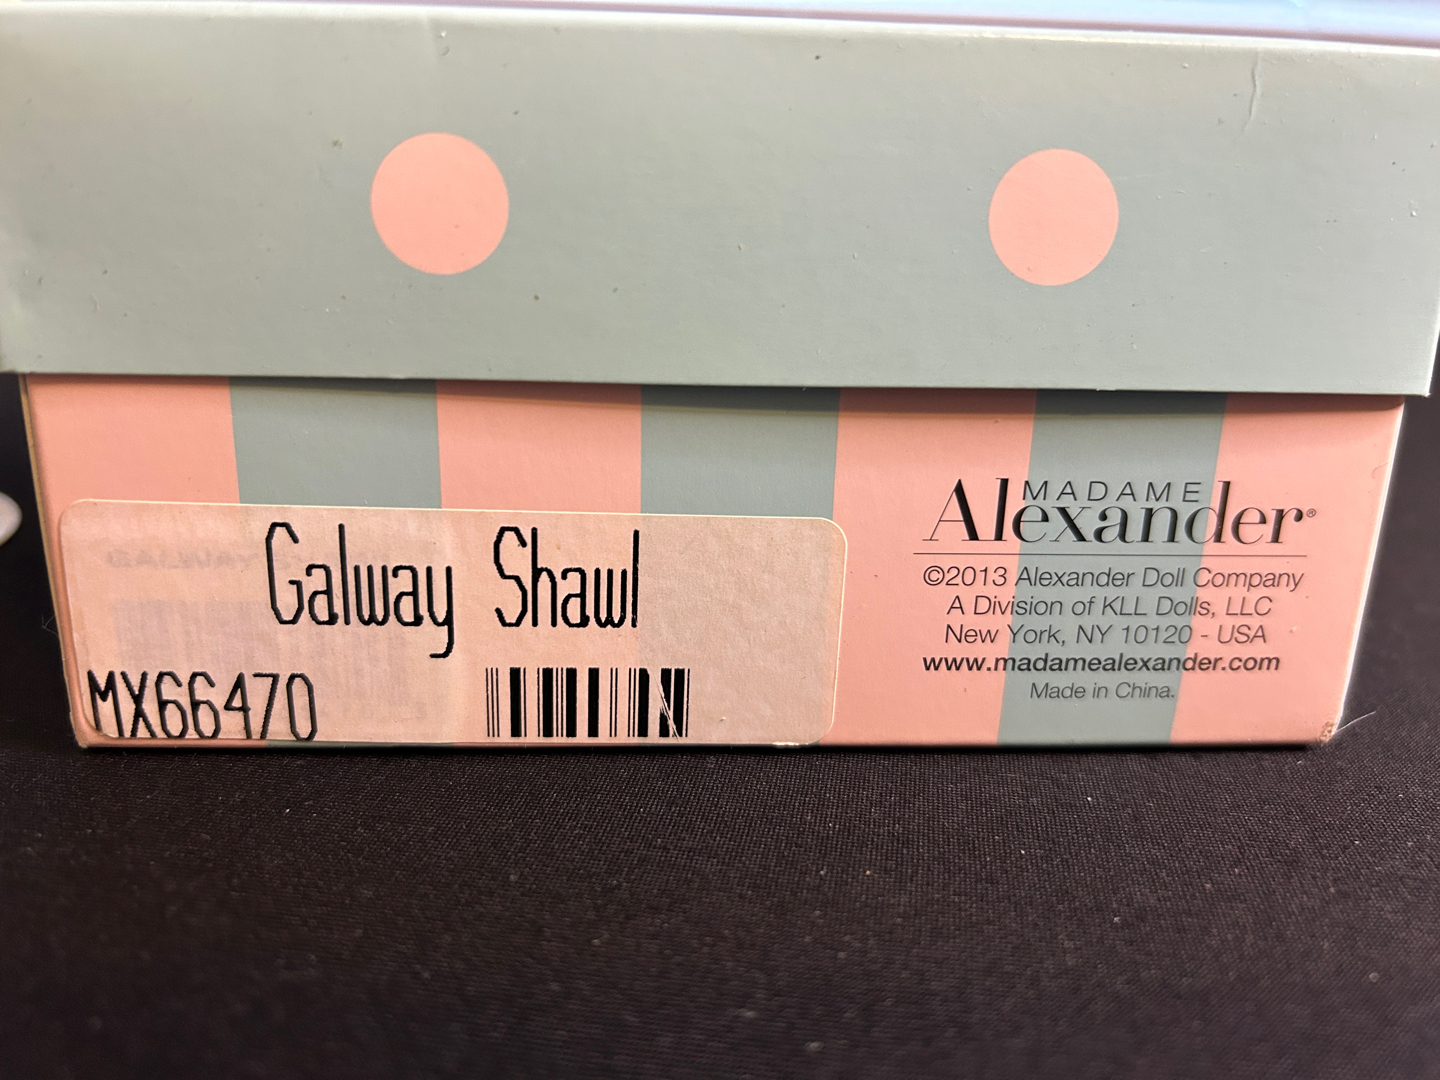 Galway Shawl
MX66470
MADAME
Alexander®
©2013 Alexander Doll Company
A Division of KLL Dolls, LLC
New York, NY 10120 - USA
www.madamealexander.com
Made in China.